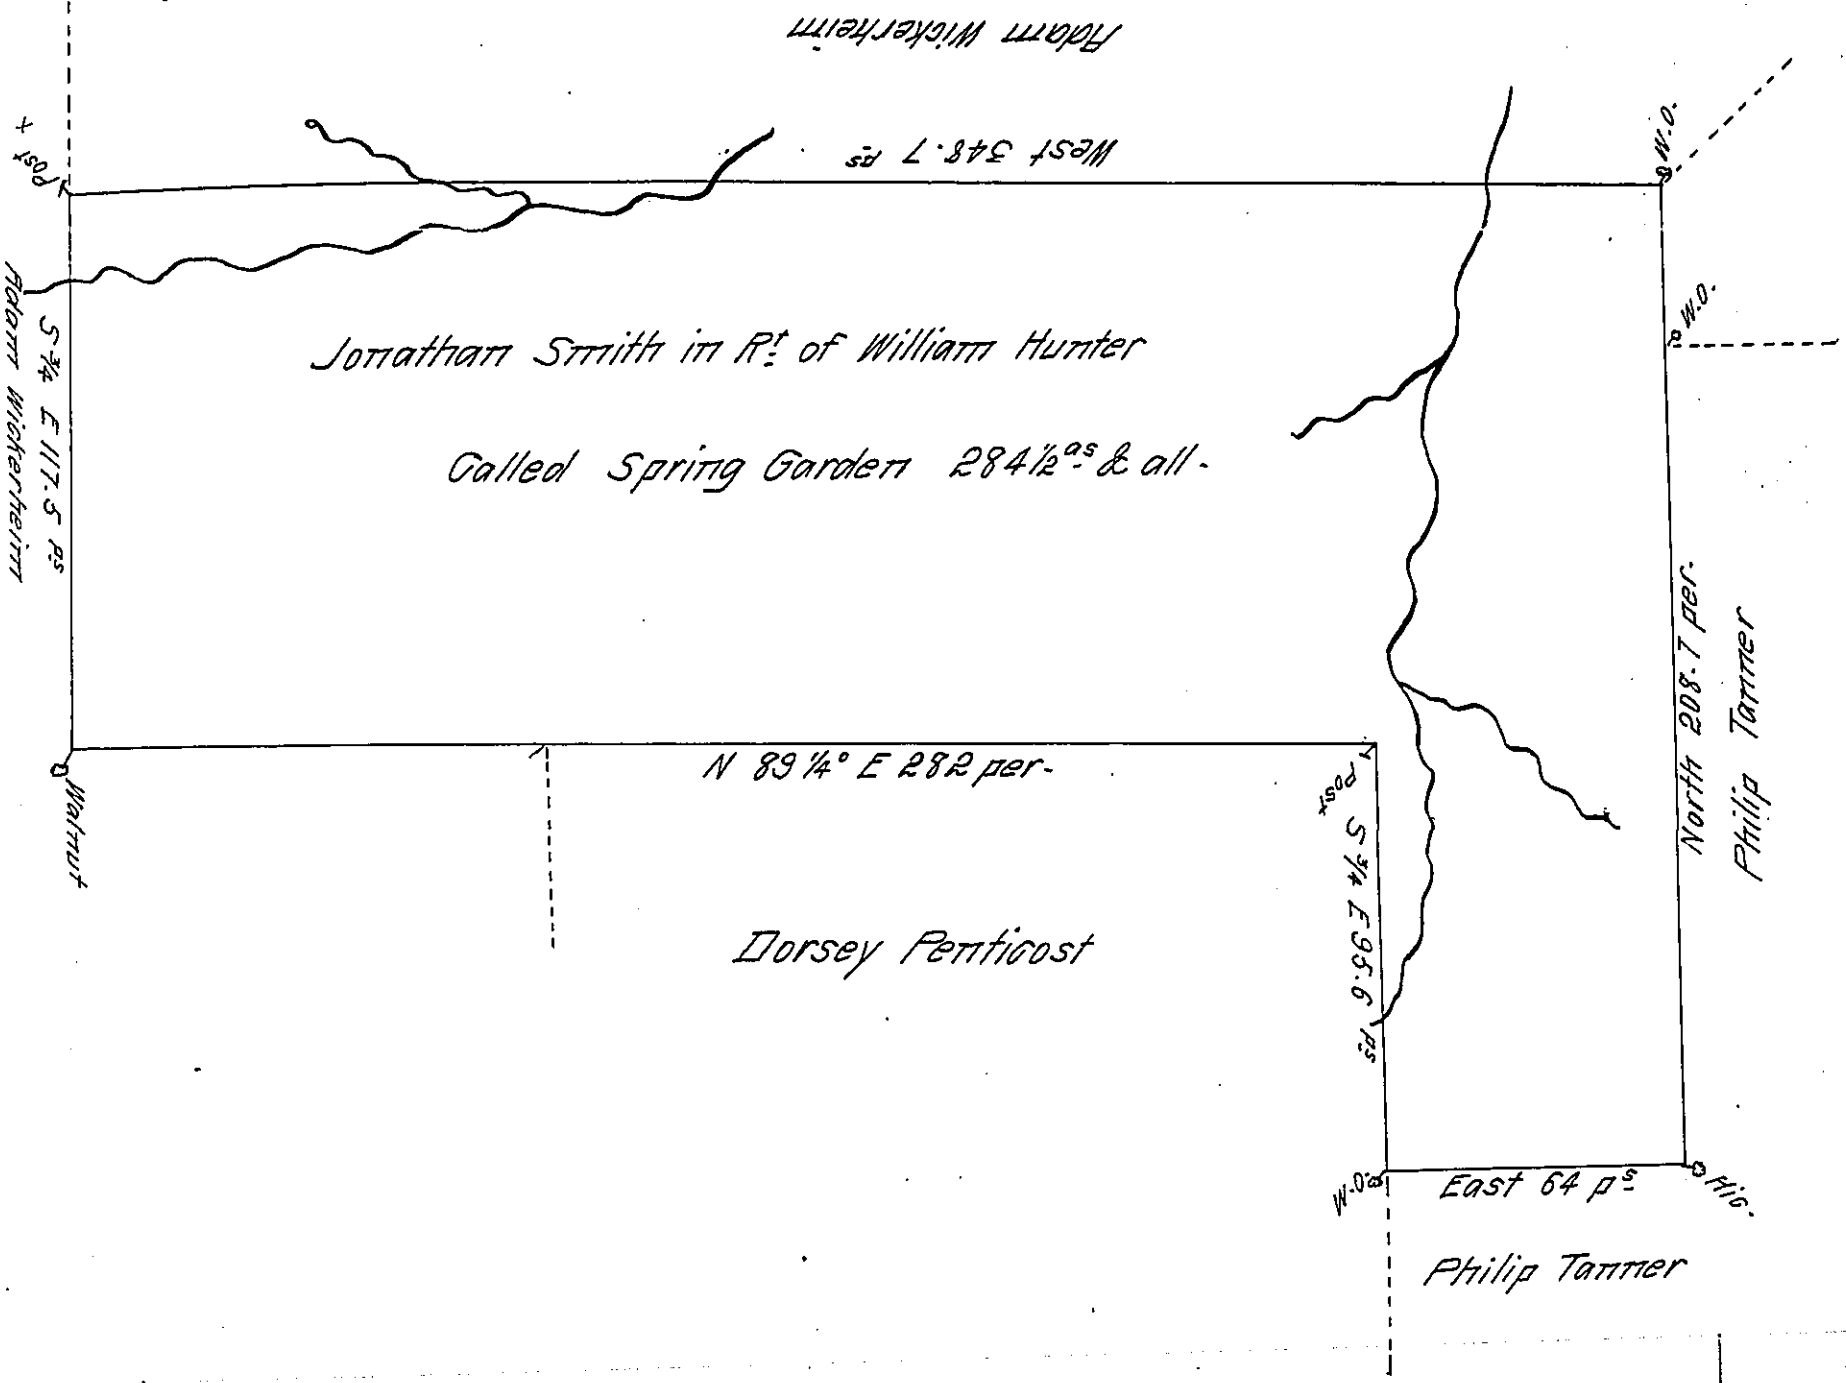 Adam Wickerheim
West 348.7 ps
W.O.
+ Post
W.O.
Adam Wickerheim
S ¾ E 117.5 ps
Jonathan Smith in Rt of William Hunter
Called Spring Garden 284½ as & all-
North 208.7 per-
Philip Tanner
N 89¼° E 282 per-
Walnut
Post
S ¾ E 95.6 ps
Dorsey Penticost
W.O.
East 64 ps
Hic.
Philip Tanner